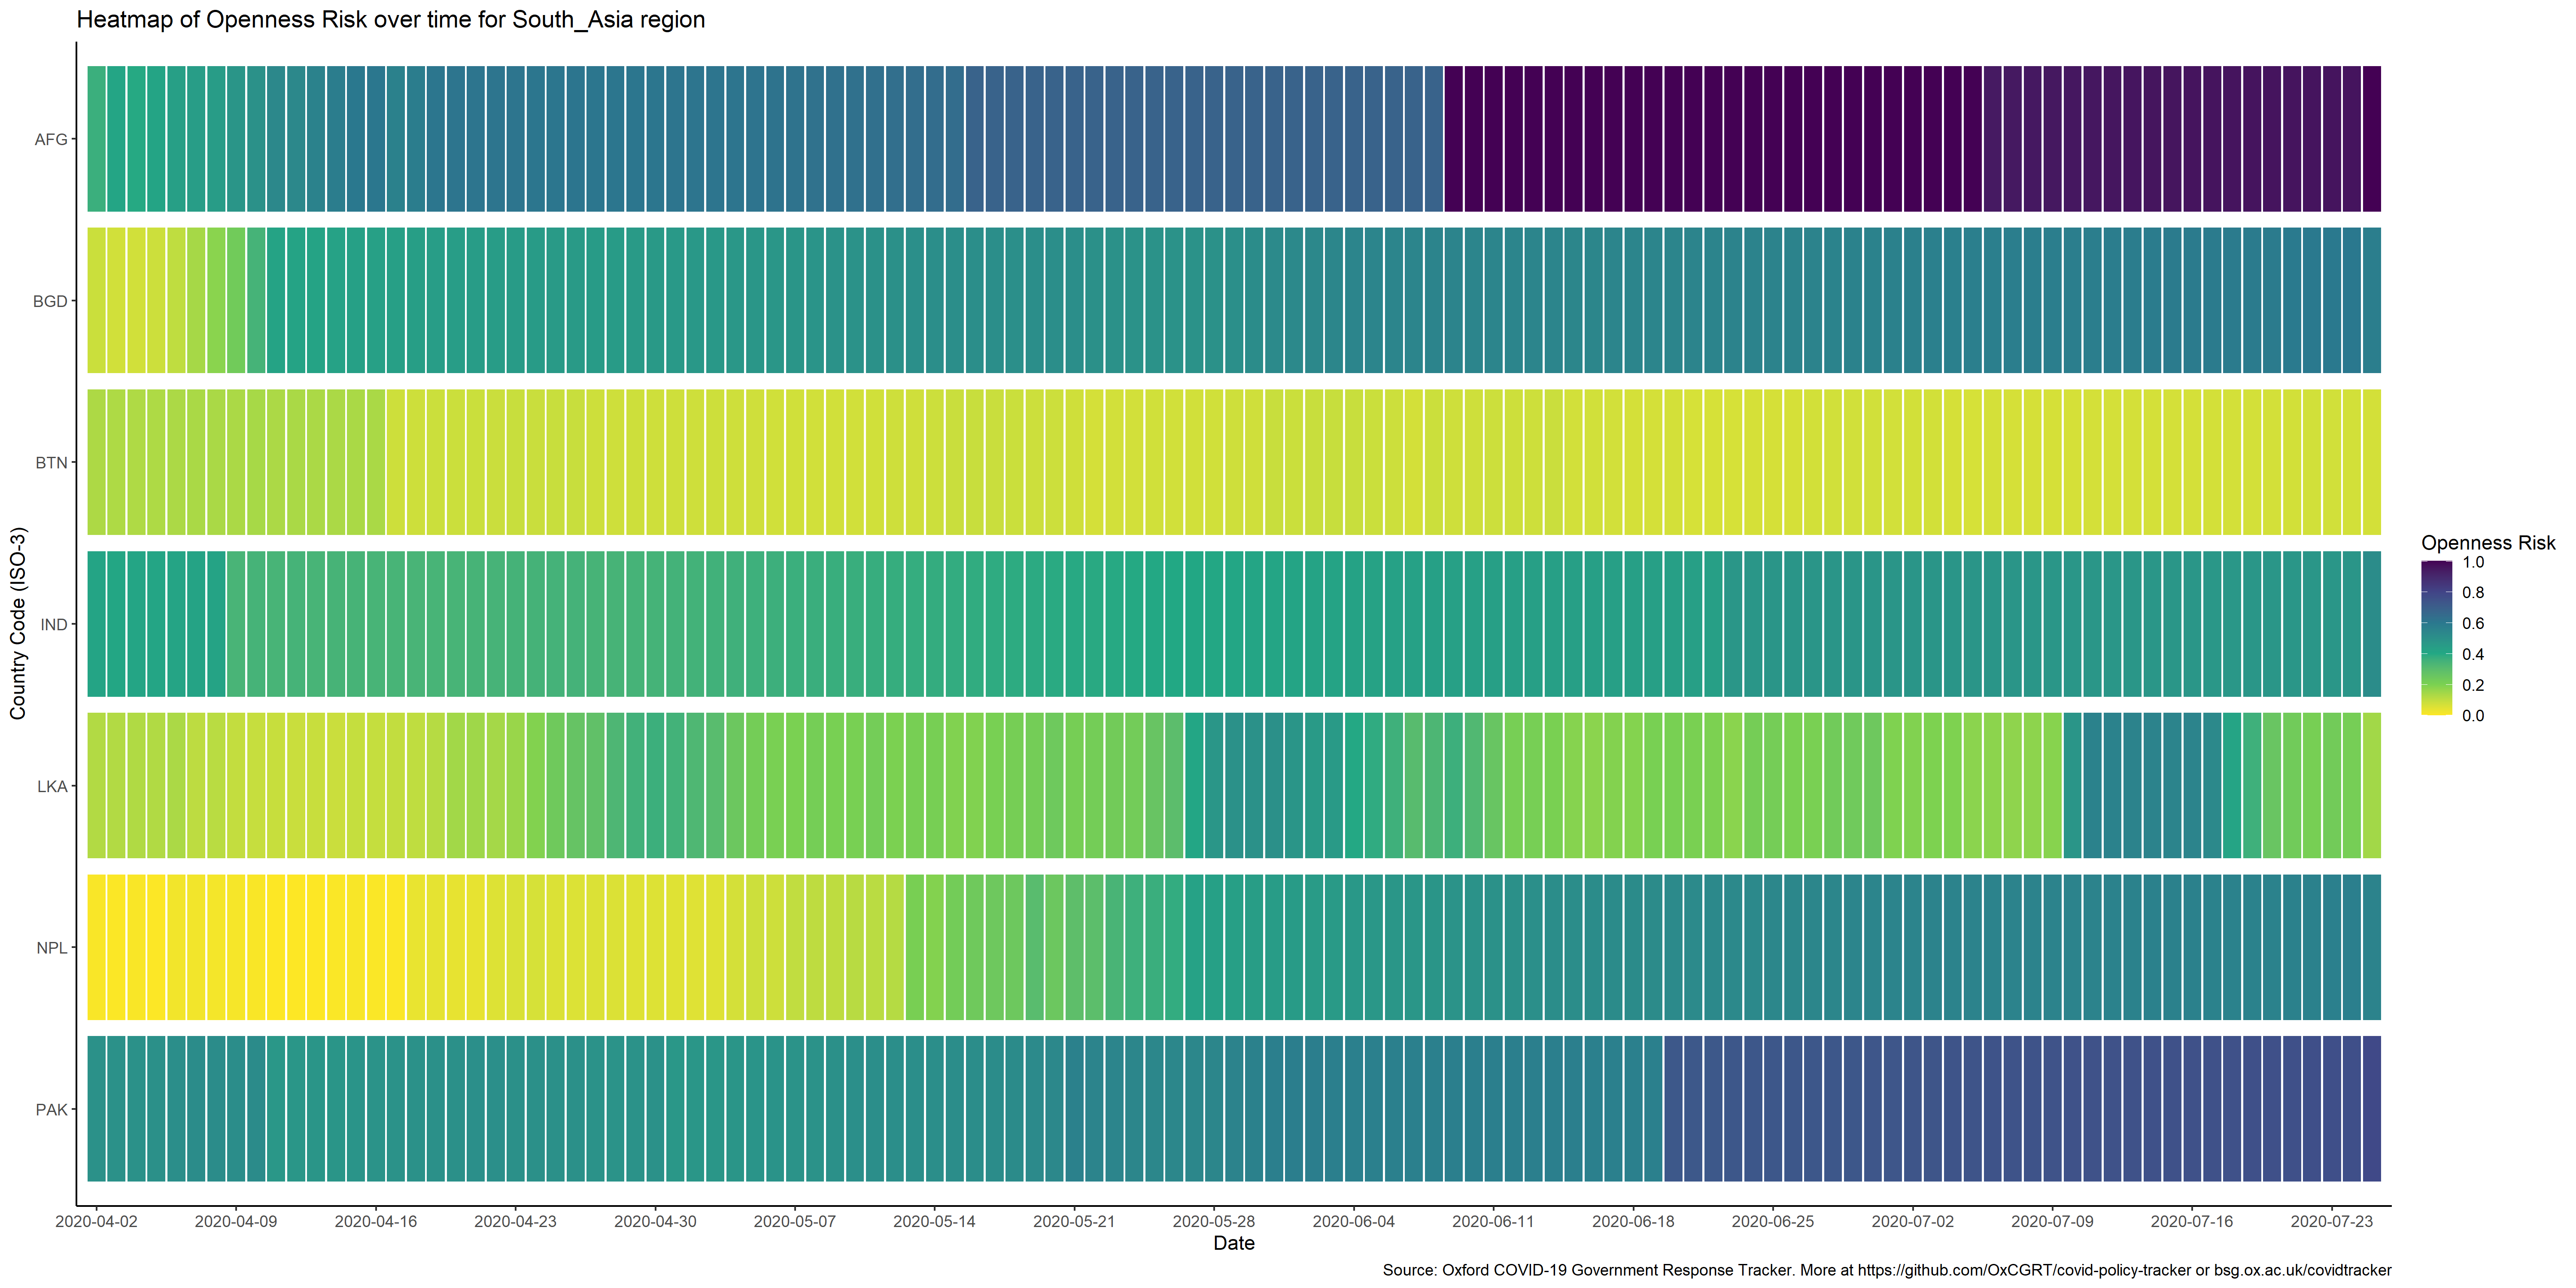 Heatmap of Openness Risk over time for South_Asia region
Country Code (ISO-3)
AFG
BGD
BTN
IND
LKA
NPL
PAK
Openness Risk
1.0
0.8
0.6
0.4
0.2
0.0
2020-04-02 2020-04-09 2020-04-16 2020-04-23 2020-04-30 2020-05-07 2020-05-14 2020-05-21 2020-05-28 2020-06-04 2020-06-11 2020-06-18 2020-06-25 2020-07-02 2020-07-09 2020-07-16 2020-07-23
Date
Source: Oxford COVID-19 Government Response Tracker. More at https://github.com/OxCGRT/covid-policy-tracker or bsg.ox.ac.uk/covidtracker